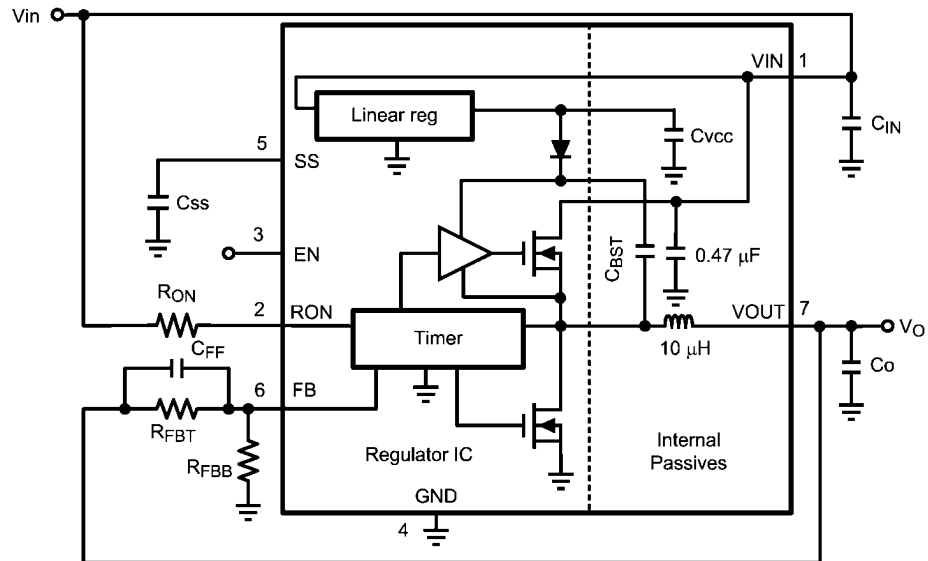 Vin
VIN 1
Linear reg
Cvcc
CIN
5
SS
Css
3
EN
CBST
0.47 µF
RON
2
RON
Timer
VOUT 7
VO
10 µH
CFF
Co
6
FB
RFBT
RFBB
Regulator IC
Internal
Passives
GND
4